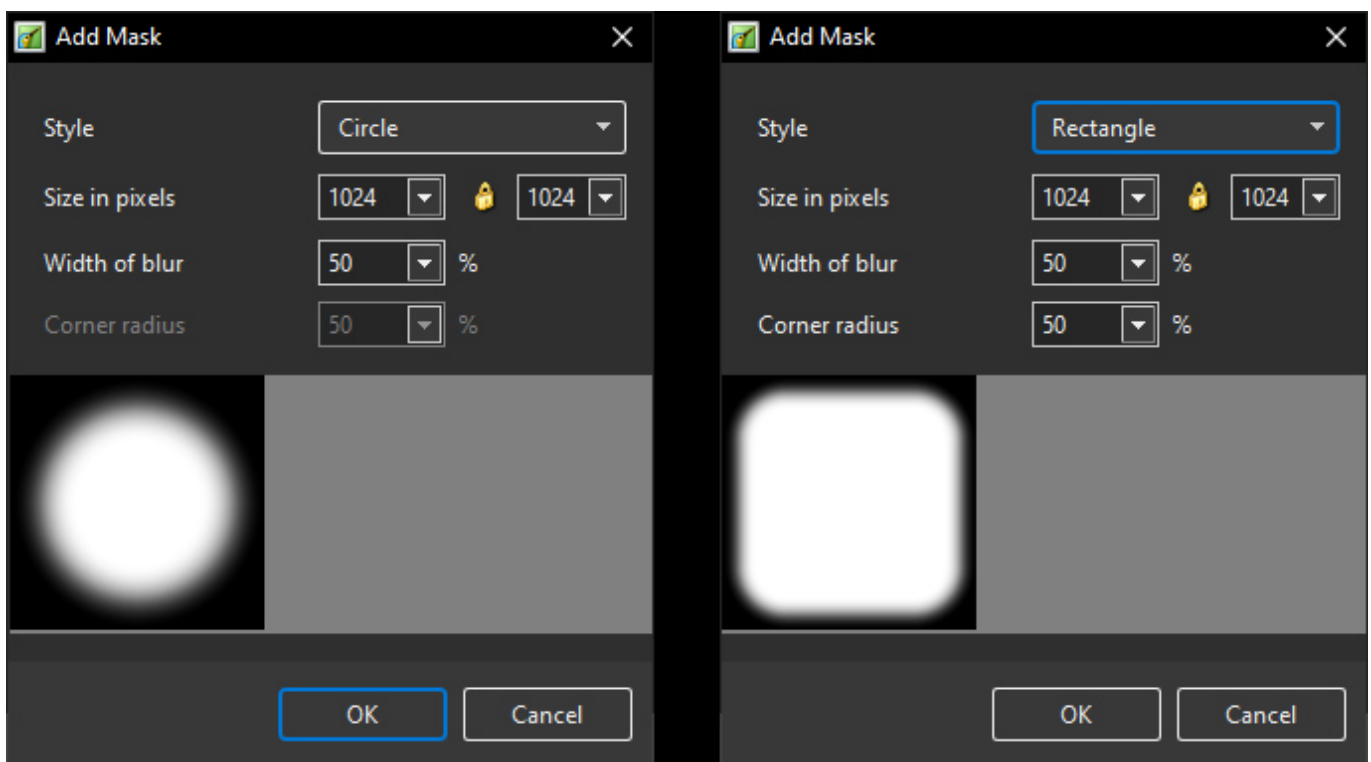 Add Mask
Style Circle
Size in pixels 1024 1024
Width of blur 50 %
Corner radius 50 %
OK Cancel
Add Mask
Style Rectangle
Size in pixels 1024 1024
Width of blur 50 %
Corner radius 50 %
OK Cancel